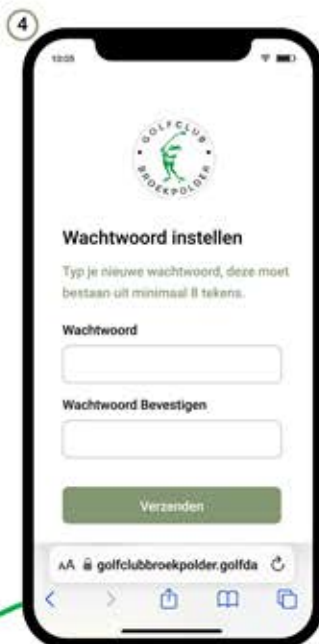 4
10:05
GOLFCLUB BROEKPOLDER
Wachtwoord instellen
Typ je nieuwe wachtwoord, deze moet
bestaan uit minimaal 8 tekens.
Wachtwoord
Wachtwoord Bevestigen
Verzenden
AA golfclubbroekpolder.golfda